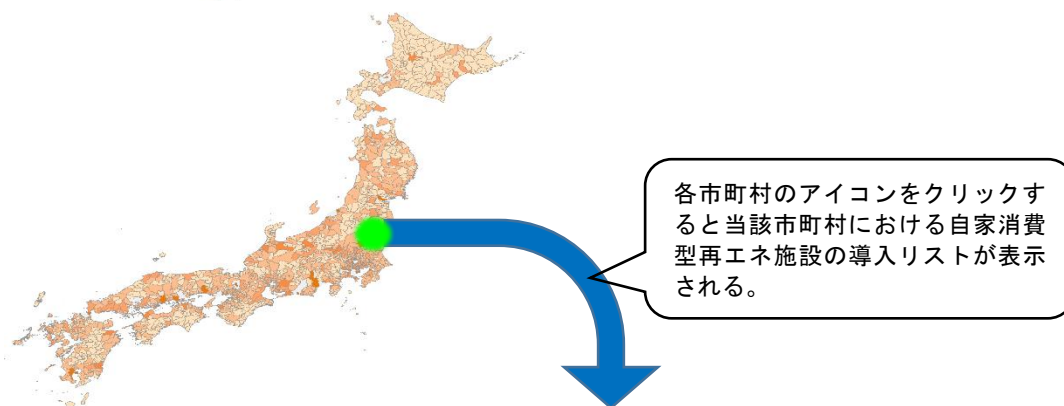 各市町村のアイコンをクリックす
ると当該市町村における自家消費
型再エネ施設の導入リストが表示
される。